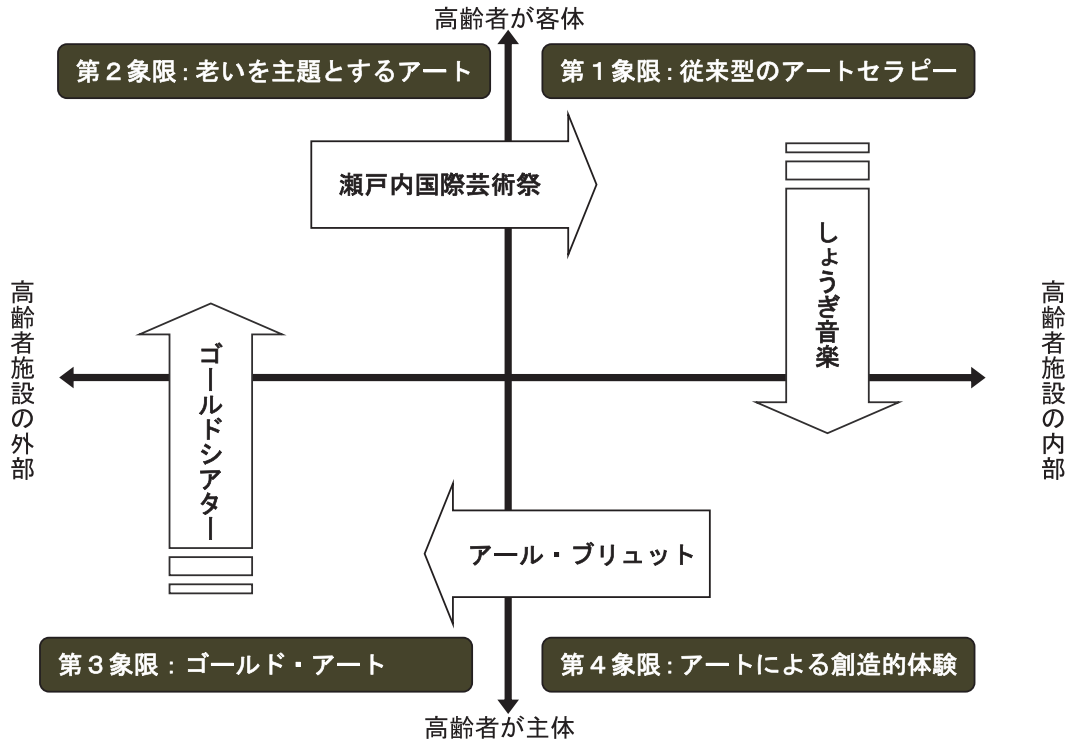 高齢者が客体
第２象限：老いを主題とするアート
第１象限：従来型のアートセラピー
瀬戸内国際芸術祭
しょうぎ音楽
高齢者施設の外部
高齢者施設の内部
ゴールドシアター
アール・ブリュット
第３象限：ゴールド・アート
第４象限：アートによる創造的体験
高齢者が主体